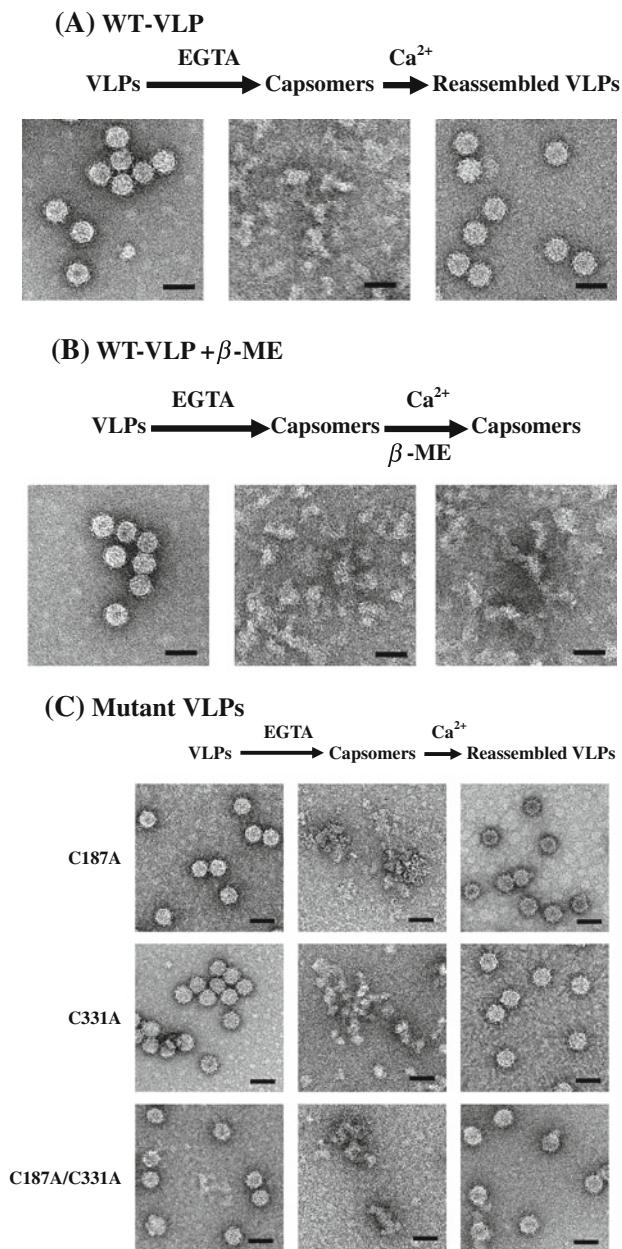 (A) WT-VLP
EGTA Ca²⁺
VLPs Capsomers Reassembled VLPs
(B) WT-VLP + β-ME
EGTA Ca²⁺
VLPs Capsomers Capsomers
β-ME
(C) Mutant VLPs
EGTA Ca²⁺
VLPs Capsomers Reassembled VLPs
C187A
C331A
C187A/C331A